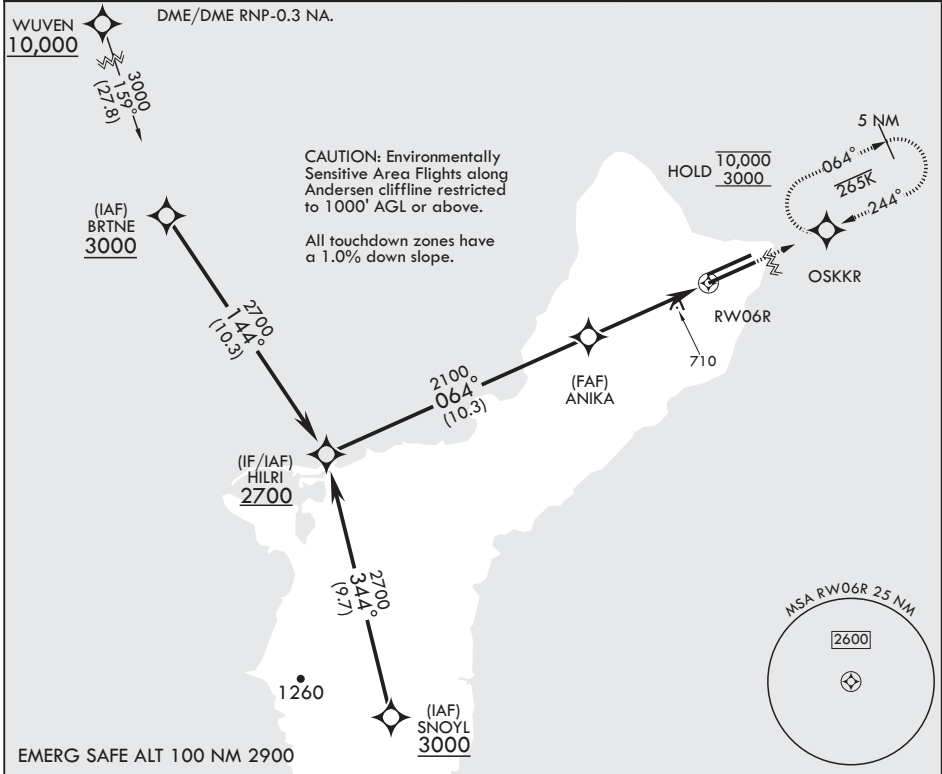 WUVEN
10,000
DME/DME RNP-0.3 NA.
3000
159°
(27.8)
5 NM
064°
265K
244°
HOLD 10,000
3000
OSKKR
CAUTION: Environmentally
Sensitive Area Flights along
Andersen cliffline restricted
to 1000' AGL or above.
All touchdown zones have
a 1.0% down slope.
(IAF)
BRTNE
3000
2700
144°
(10.3)
RW06R
710
(FAF)
ANIKA
2100
064°
(10.3)
(IF/IAF)
HILRI
2700
2700
344°
(9.7)
MSA RW06R 25 NM
2600
1260
(IAF)
SNOYL
3000
EMERG SAFE ALT 100 NM 2900